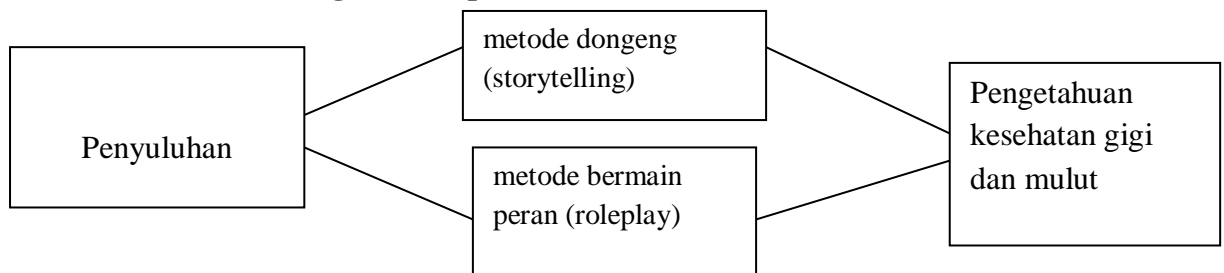 Penyuluhan
metode dongeng
(storytelling)
metode bermain
peran (roleplay)
Pengetahuan
kesehatan gigi
dan mulut